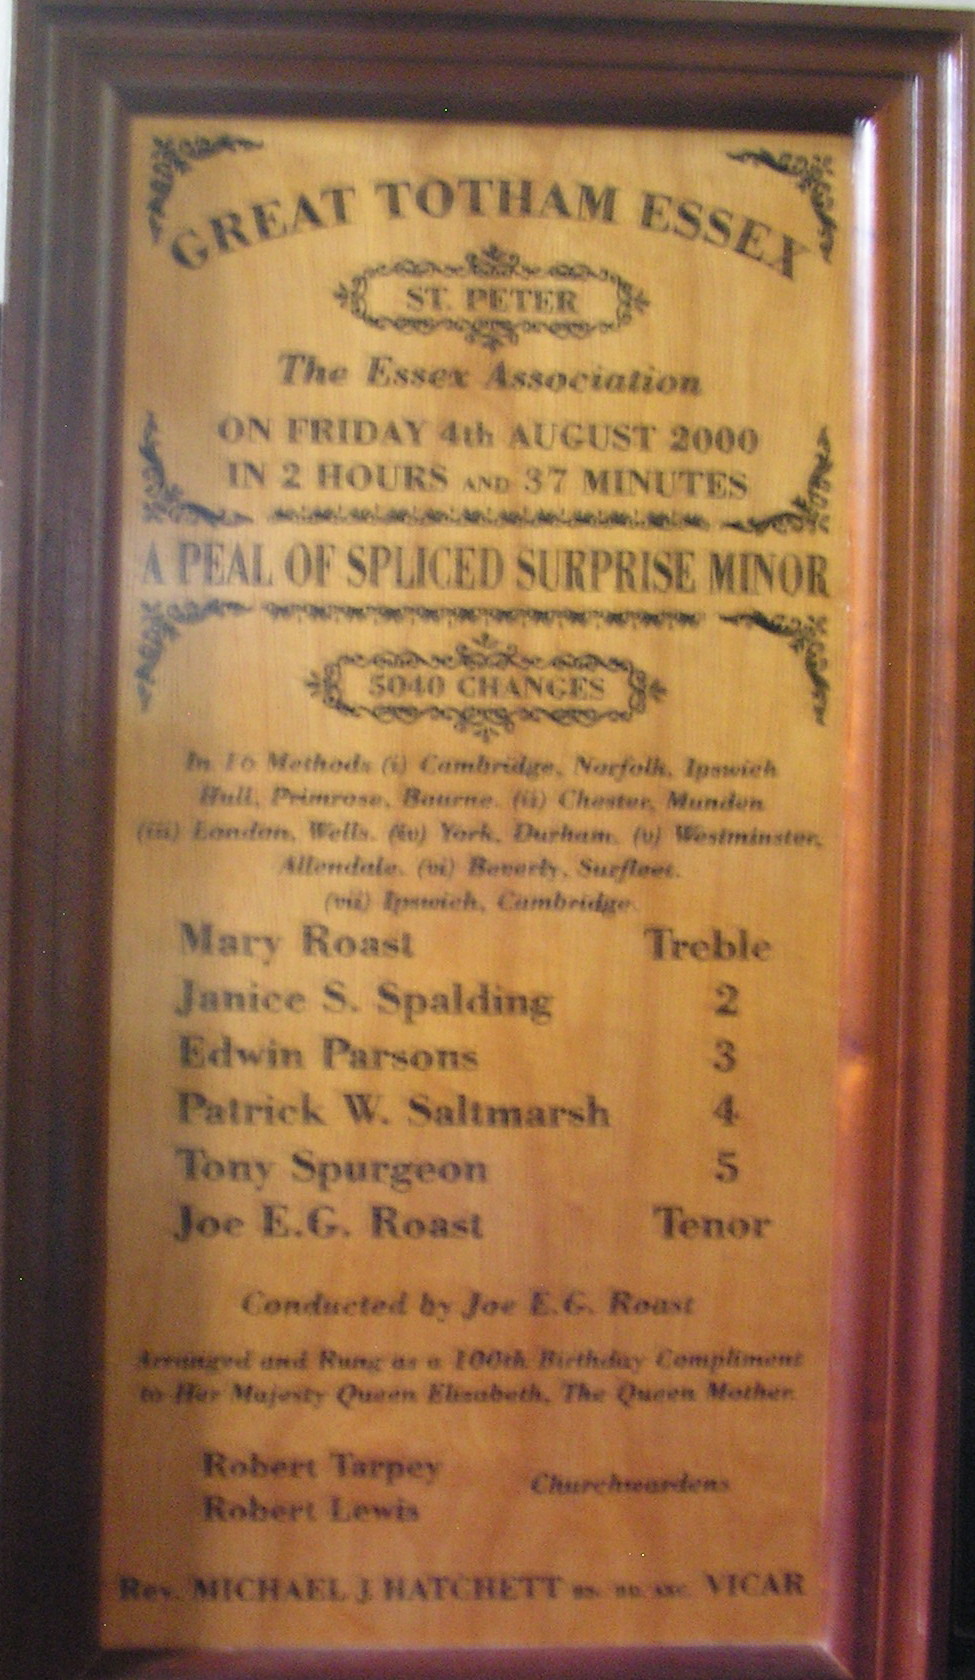 GREAT TOTHAM ESSEX
ST. PETER
The Essex Association
ON FRIDAY 4th AUGUST 2000
IN 2 HOURS AND 37 MINUTES
A PEAL OF SPLICED SURPRISE MINOR
5040 CHANGES
In 16 Methods (i) Cambridge, Norfolk, Ipswich
Hull, Primrose, Bourne. (ii) Chester, Munden
(iii) London, Wells. (iv) York, Durham. (v) Westminster,
Allendale. (vi) Beverly, Surfleet.
(vii) Ipswich, Cambridge.
Mary Roast Treble
Janice S. Spalding 2
Edwin Parsons 3
Patrick W. Saltmarsh 4
Tony Spurgeon 5
Joe E.G. Roast Tenor
Conducted by Joe E.G. Roast
Arranged and Rung as a 100th Birthday Compliment
to Her Majesty Queen Elizabeth, The Queen Mother.
Robert Tarpey
Churchwardens
Robert Lewis
Rev. MICHAEL J. HATCHETT VICAR